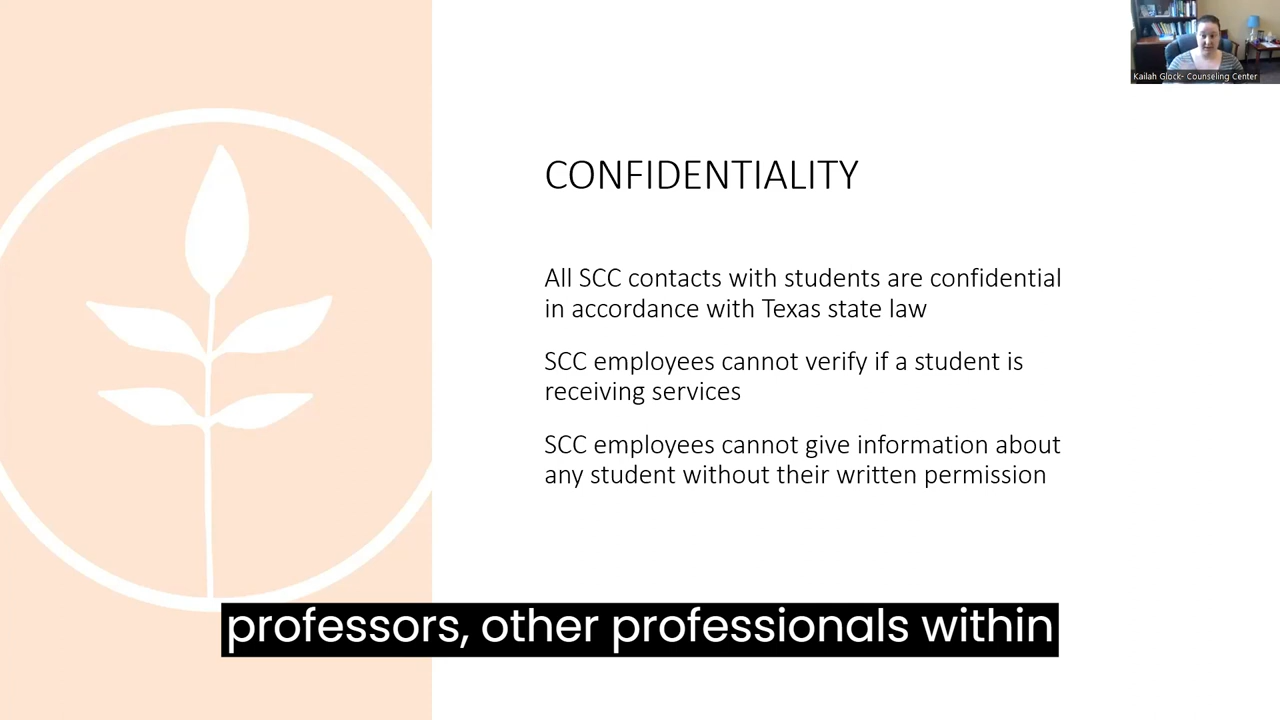 Kailah Glock- Counseling Center
CONFIDENTIALITY
All SCC contacts with students are confidential
in accordance with Texas state law
SCC employees cannot verify if a student is
receiving services
SCC employees cannot give information about
any student without their written permission
professors, other professionals within